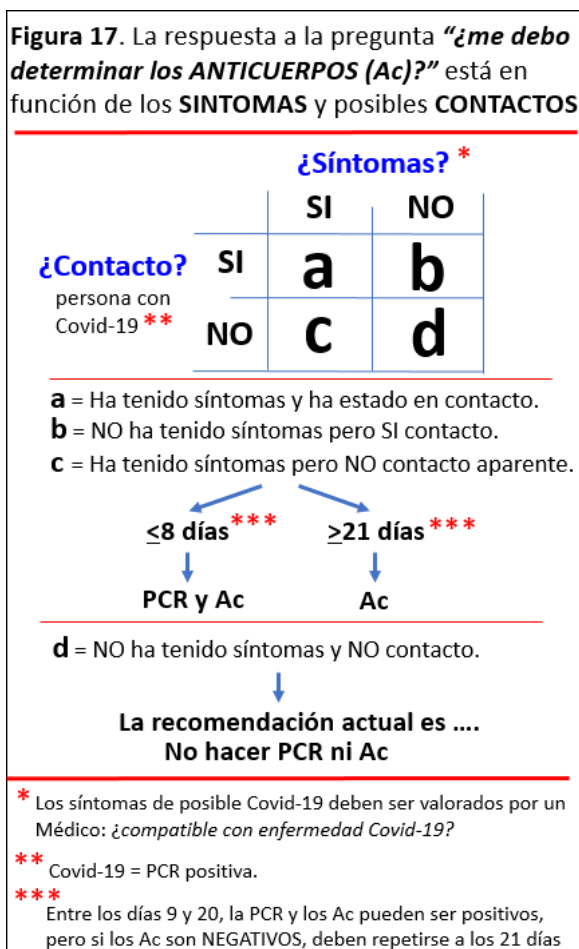 Figura 17. La respuesta a la pregunta “¿me debo
determinar los ANTICUERPOS (Ac)?” está en
función de los SINTOMAS y posibles CONTACTOS
¿Síntomas? *
SI NO
¿Contacto? SI a b
persona con
Covid-19 **
NO c d
a = Ha tenido síntomas y ha estado en contacto.
b = NO ha tenido síntomas pero SI contacto.
c = Ha tenido síntomas pero NO contacto aparente.
≤8 días*** ≥21 días***
PCR y Ac Ac
d = NO ha tenido síntomas y NO contacto.
La recomendación actual es ....
No hacer PCR ni Ac
* Los síntomas de posible Covid-19 deben ser valorados por un
Médico: ¿compatible con enfermedad Covid-19?
** Covid-19 = PCR positiva.
***
Entre los días 9 y 20, la PCR y los Ac pueden ser positivos,
pero si los Ac son NEGATIVOS, deben repetirse a los 21 días